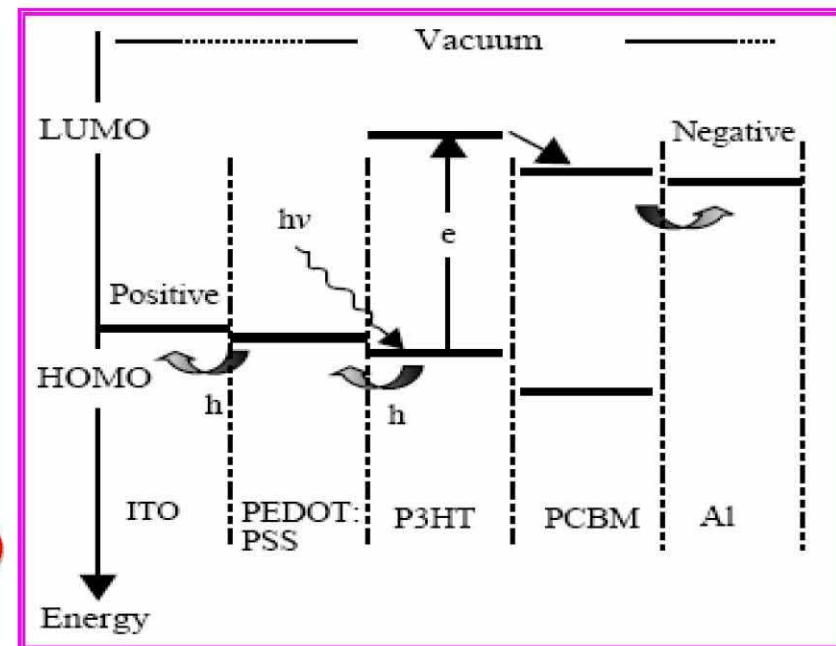 Vacuum
LUMO
Negative
hν
e
Positive
HOMO
h
h
ITO
PEDOT:
PSS
P3HT
PCBM
Al
Energy